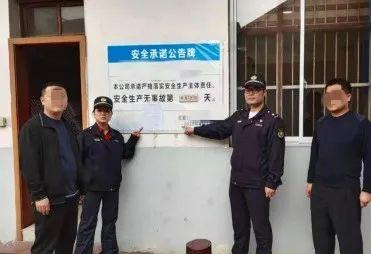 安全承诺公告牌
本公司承诺严格落实安全生产主体责任。
安全生产无事故第 天。